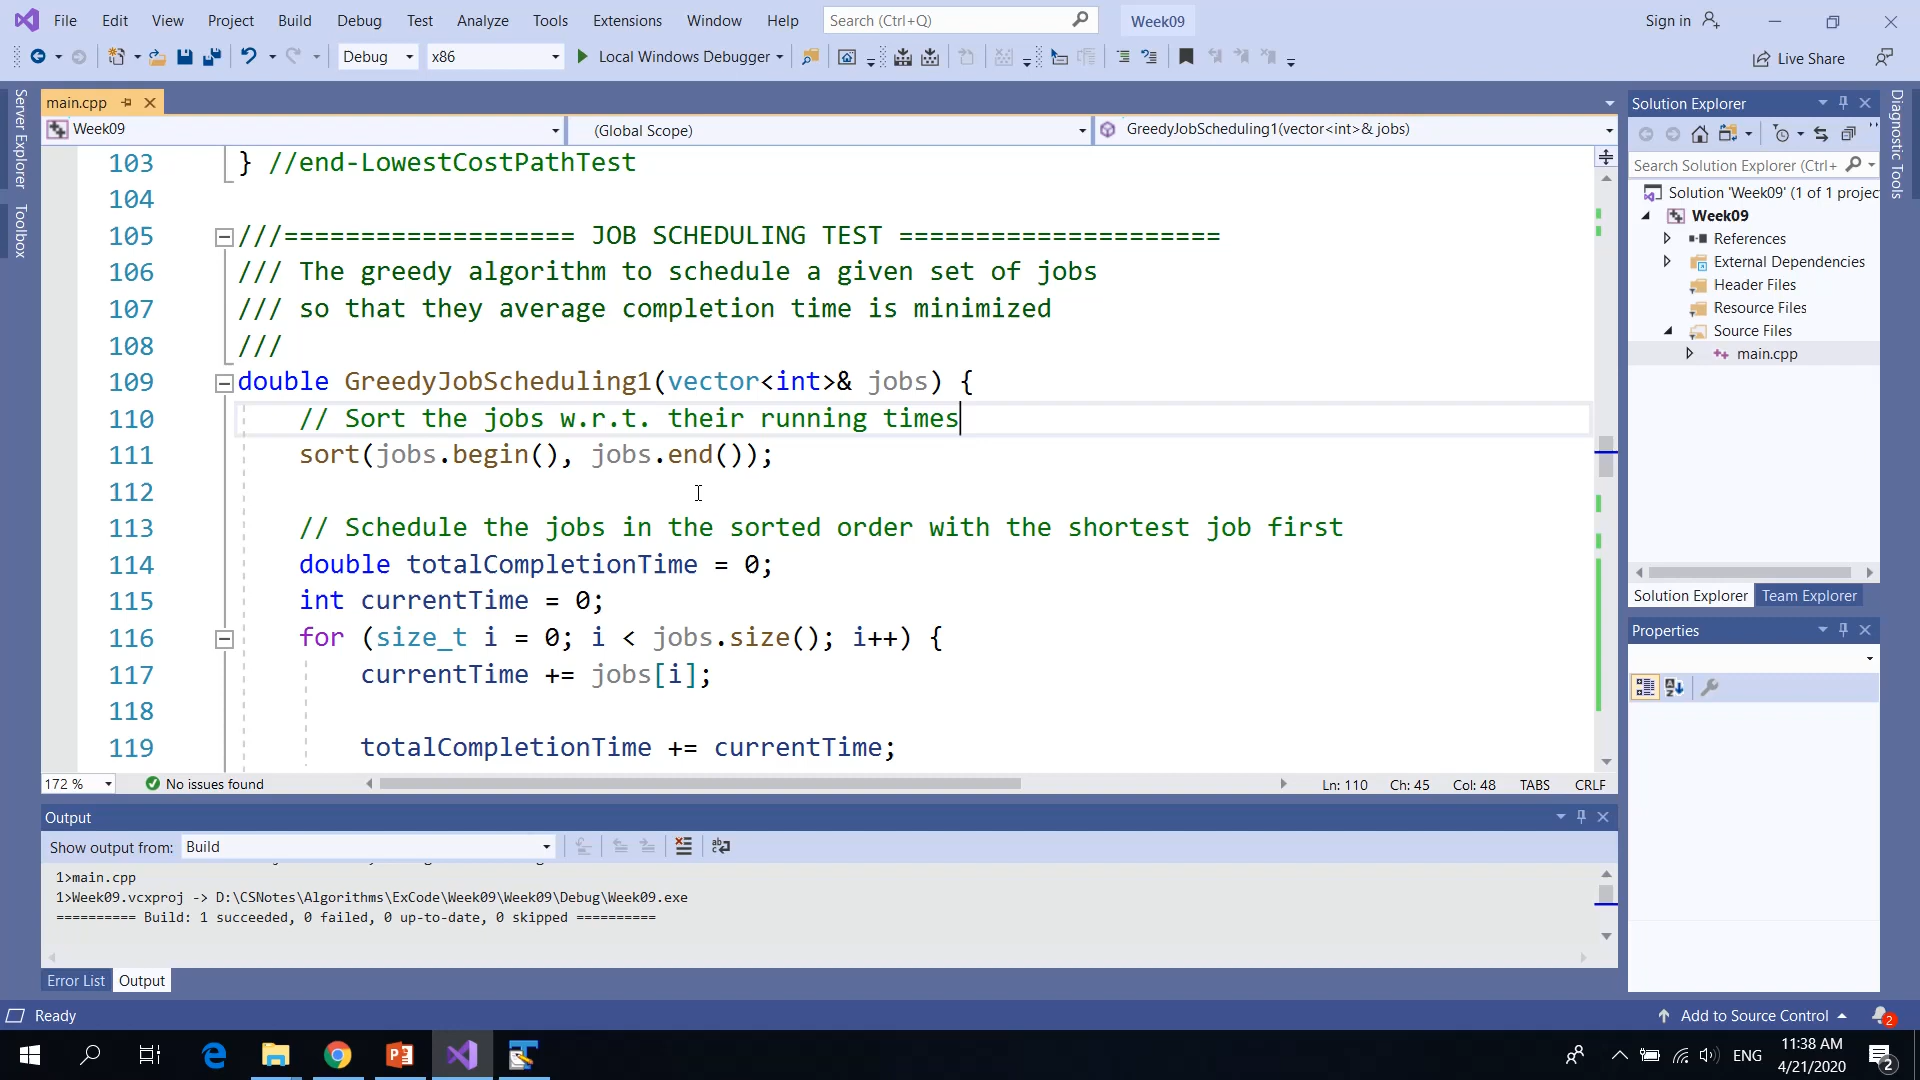 File Edit View Project Build Debug Test Analyze Tools Extensions Window Help Search (Ctrl+Q) Week09 Sign in
Debug x86 Local Windows Debugger Live Share
Server Explorer
Toolbox
main.cpp
Week09 (Global Scope) GreedyJobScheduling1(vector<int>& jobs)
103 } //end-LowestCostPathTest
104
105 ///=================== JOB SCHEDULING TEST =====================
106 /// The greedy algorithm to schedule a given set of jobs
107 /// so that they average completion time is minimized
108 ///
109 double GreedyJobScheduling1(vector<int>& jobs) {
110 // Sort the jobs w.r.t. their running times
111 sort(jobs.begin(), jobs.end());
112
113 // Schedule the jobs in the sorted order with the shortest job first
114 double totalCompletionTime = 0;
115 int currentTime = 0;
116 for (size_t i = 0; i < jobs.size(); i++) {
117 currentTime += jobs[i];
118
119 totalCompletionTime += currentTime;
172 % No issues found Ln: 110 Ch: 45 Col: 48 TABS CRLF
Output
Show output from: Build
1>main.cpp
1>Week09.vcxproj -> D:\CSNotes\Algorithms\ExCode\Week09\Week09\Debug\Week09.exe
========== Build: 1 succeeded, 0 failed, 0 up-to-date, 0 skipped ==========
Error List Output
Solution Explorer
Search Solution Explorer (Ctrl+
Solution 'Week09' (1 of 1 projec
Week09
References
External Dependencies
Header Files
Resource Files
Source Files
main.cpp
Solution Explorer Team Explorer
Properties
Diagnostic Tools
Ready Add to Source Control 2
ENG 11:38 AM
4/21/2020 2